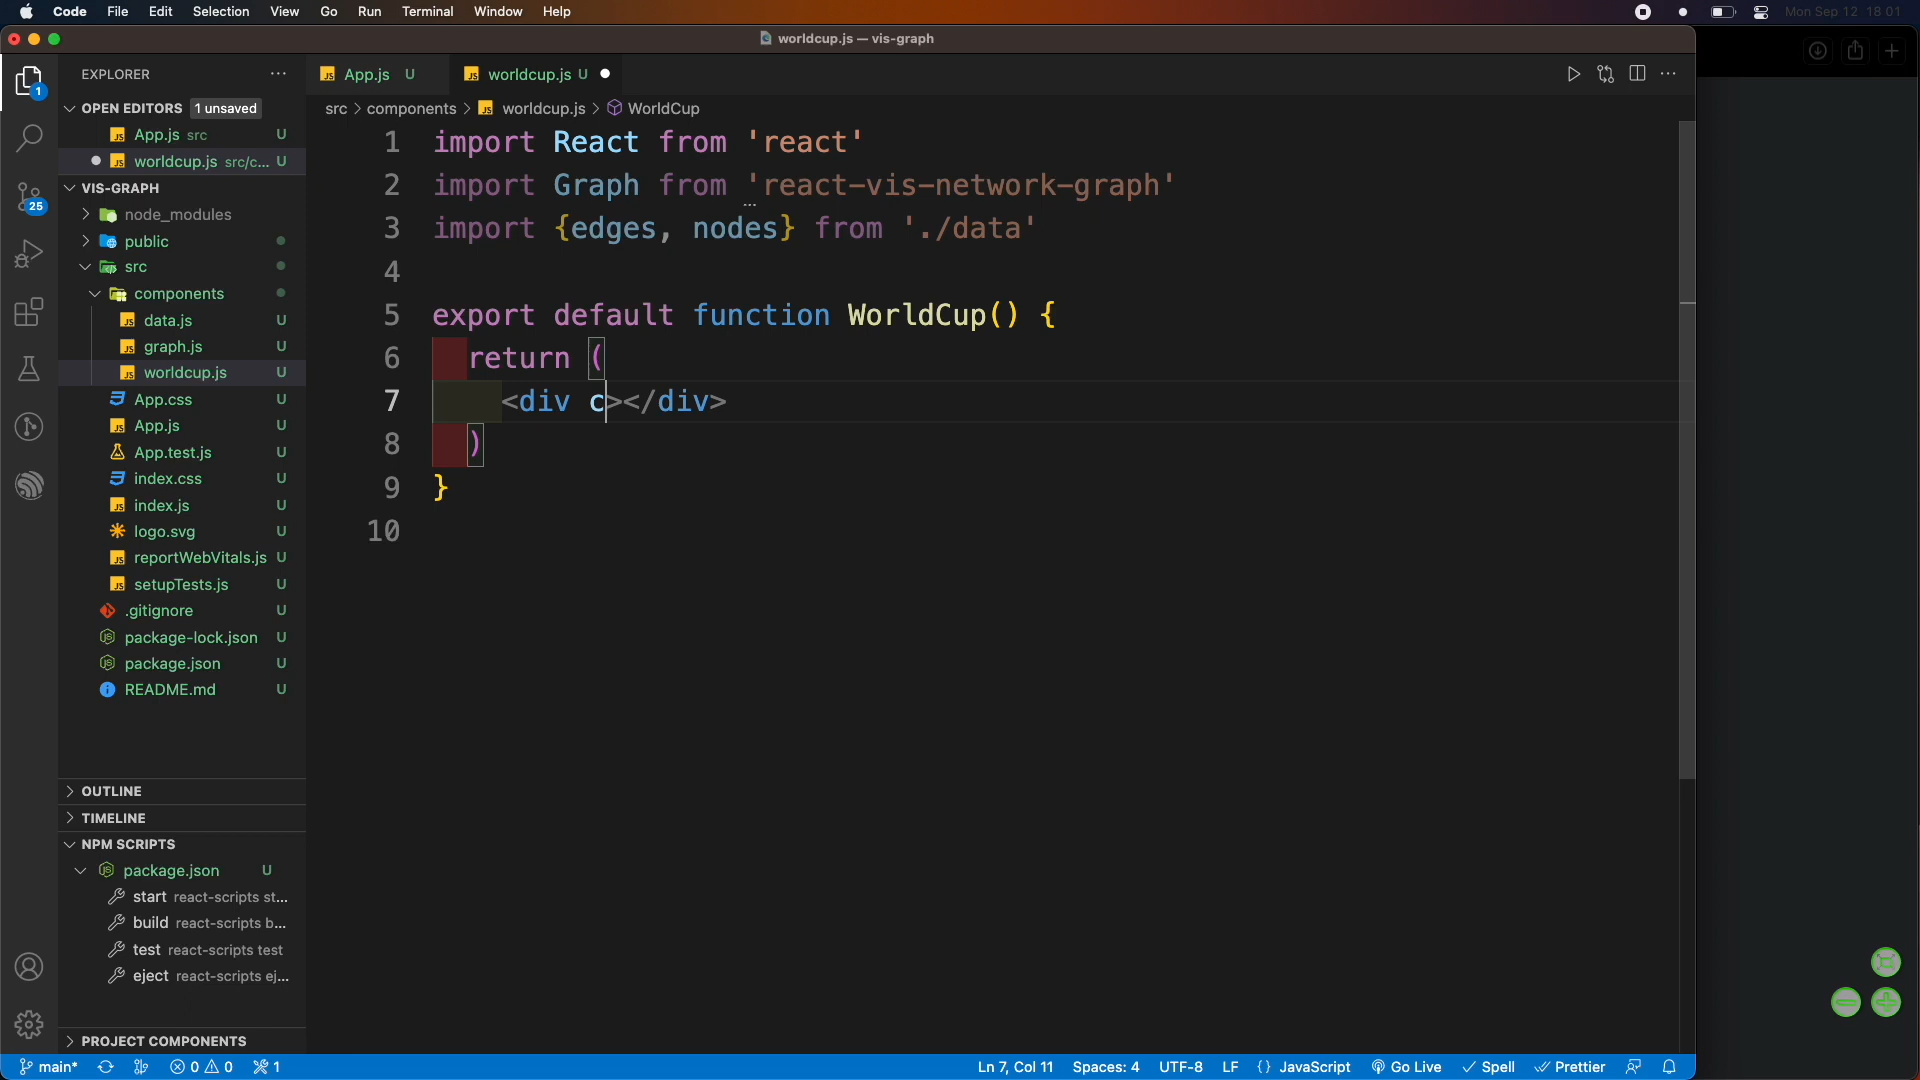 Code File Edit Selection View Go Run Terminal Window Help Mon Sep 12 18 01
worldcup.js — vis-graph
EXPLORER
OPEN EDITORS 1 unsaved
App.js src U
worldcup.js src/c... U
VIS-GRAPH
node_modules
public
src
components
data.js U
graph.js U
worldcup.js U
App.css U
App.js U
App.test.js U
index.css U
index.js U
logo.svg U
reportWebVitals.js U
setupTests.js U
.gitignore U
package-lock.json U
package.json U
README.md U
OUTLINE
TIMELINE
NPM SCRIPTS
package.json U
start react-scripts st...
build react-scripts b...
test react-scripts test
eject react-scripts ej...
PROJECT COMPONENTS
1
25
App.js U worldcup.js U
src > components > worldcup.js > WorldCup
1 import React from 'react'
2 import Graph from 'react-vis-network-graph'
3 import {edges, nodes} from './data'
4
5 export default function WorldCup() {
6 return (
7 <div c></div>
8 )
9 }
10
main* 0 0 1 Ln 7, Col 11 Spaces: 4 UTF-8 LF {} JavaScript Go Live Spell Prettier